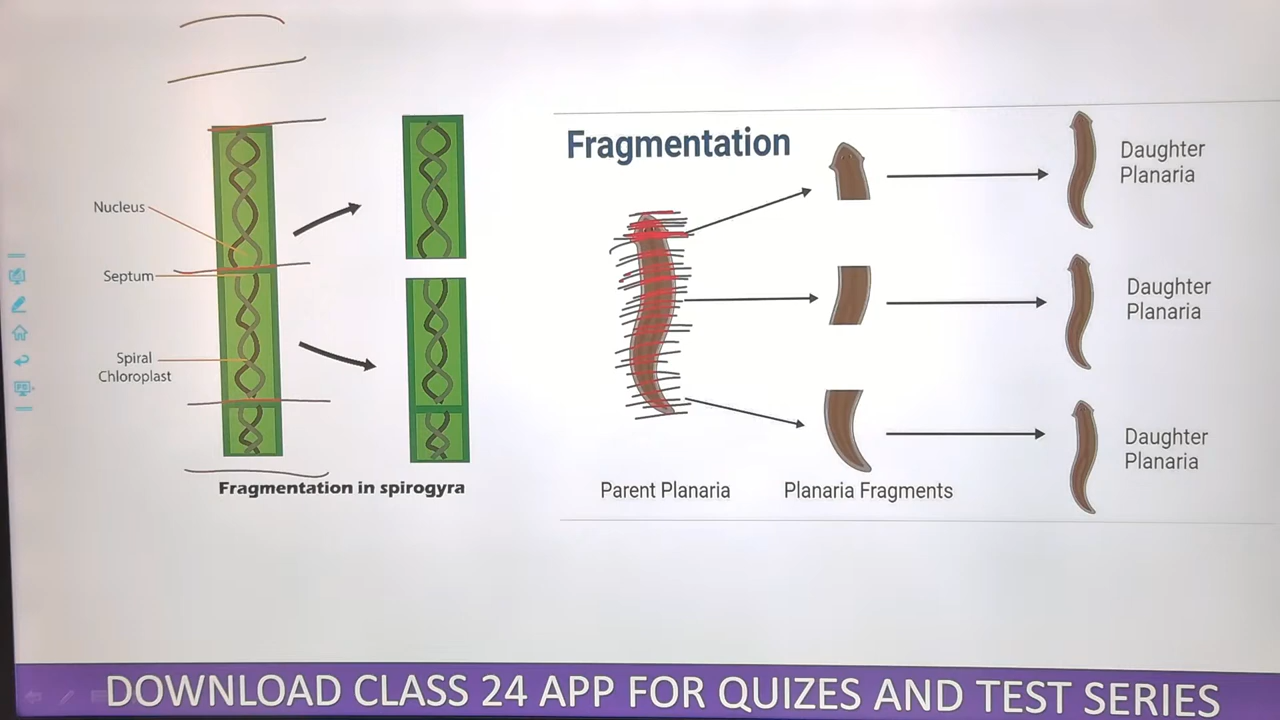 Nucleus
Septum
Spiral
Chloroplast
Fragmentation in spirogyra
Fragmentation
Daughter
Planaria
Daughter
Planaria
Daughter
Planaria
Parent Planaria
Planaria Fragments
DOWNLOAD CLASS 24 APP FOR QUIZES AND TEST SERIES